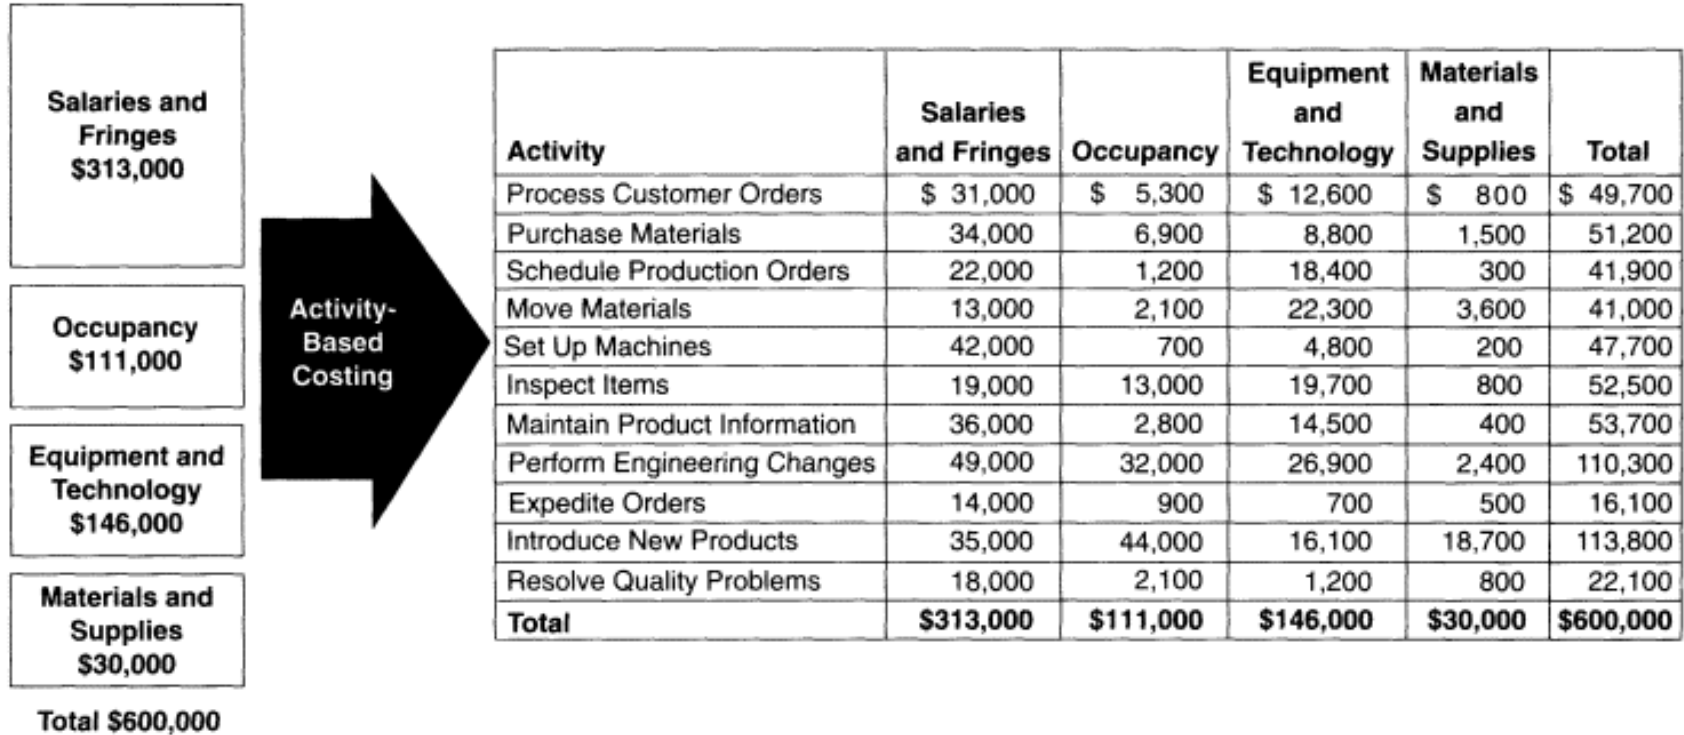 Salaries and
Fringes
$313,000
Occupancy
$111,000
Equipment and
Technology
$146,000
Materials and
Supplies
$30,000
Total $600,000
Activity-
Based
Costing
Activity Salaries and Fringes Occupancy Equipment and Technology Materials and Supplies Total
Process Customer Orders $ 31,000 $ 5,300 $ 12,600 $ 800 $ 49,700
Purchase Materials 34,000 6,900 8,800 1,500 51,200
Schedule Production Orders 22,000 1,200 18,400 300 41,900
Move Materials 13,000 2,100 22,300 3,600 41,000
Set Up Machines 42,000 700 4,800 200 47,700
Inspect Items 19,000 13,000 19,700 800 52,500
Maintain Product Information 36,000 2,800 14,500 400 53,700
Perform Engineering Changes 49,000 32,000 26,900 2,400 110,300
Expedite Orders 14,000 900 700 500 16,100
Introduce New Products 35,000 44,000 16,100 18,700 113,800
Resolve Quality Problems 18,000 2,100 1,200 800 22,100
Total $313,000 $111,000 $146,000 $30,000 $600,000